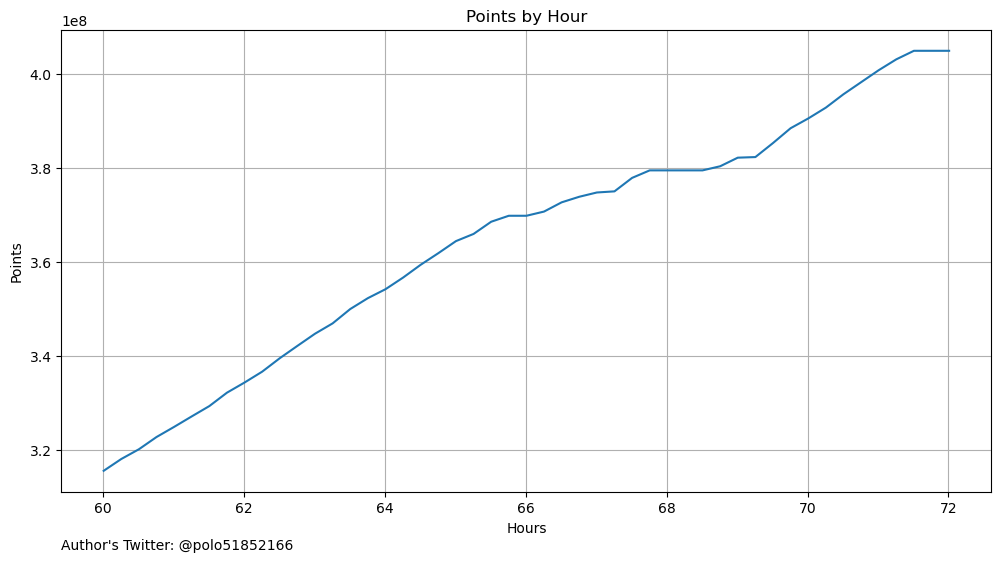 Points by Hour
1e8
4.0
3.8
3.6
3.4
3.2
Points
60 62 64 66 68 70 72
Hours
Author's Twitter: @polo51852166